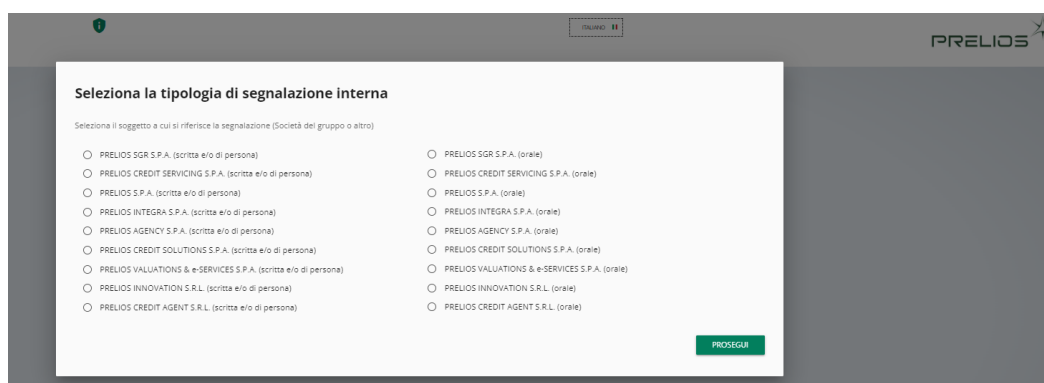 ITALIANO
PRELIOS
Seleziona la tipologia di segnalazione interna
Seleziona il soggetto a cui si riferisce la segnalazione (Società del gruppo o altro)
PRELIOS SGR S.P.A. (scritta e/o di persona)
PRELIOS SGR S.P.A. (orale)
PRELIOS CREDIT SERVICING S.P.A. (scritta e/o di persona)
PRELIOS CREDIT SERVICING S.P.A. (orale)
PRELIOS S.P.A. (scritta e/o di persona)
PRELIOS S.P.A. (orale)
PRELIOS INTEGRA S.P.A. (scritta e/o di persona)
PRELIOS INTEGRA S.P.A. (orale)
PRELIOS AGENCY S.P.A. (scritta e/o di persona)
PRELIOS AGENCY S.P.A. (orale)
PRELIOS CREDIT SOLUTIONS S.P.A. (scritta e/o di persona)
PRELIOS CREDIT SOLUTIONS S.P.A. (orale)
PRELIOS VALUATIONS & e-SERVICES S.P.A. (scritta e/o di persona)
PRELIOS VALUATIONS & e-SERVICES S.P.A. (orale)
PRELIOS INNOVATION S.R.L. (scritta e/o di persona)
PRELIOS INNOVATION S.R.L. (orale)
PRELIOS CREDIT AGENT S.R.L. (scritta e/o di persona)
PRELIOS CREDIT AGENT S.R.L. (orale)
PROSEGUI